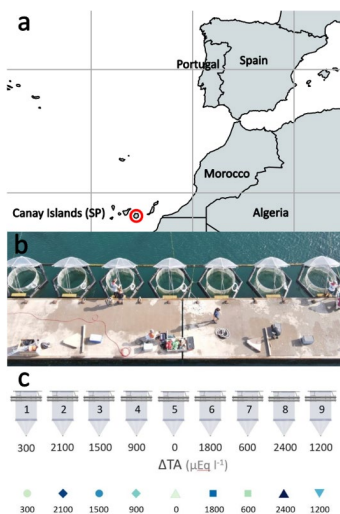 a
Portugal
Spain
Morocco
Canay Islands (SP)
Algeria
b
c
1 2 3 4 5 6 7 8 9
300 2100 1500 900 0 1800 600 2400 1200
ΔTA (µEq l⁻¹)
300 2100 1500 900 0 1800 600 2400 1200